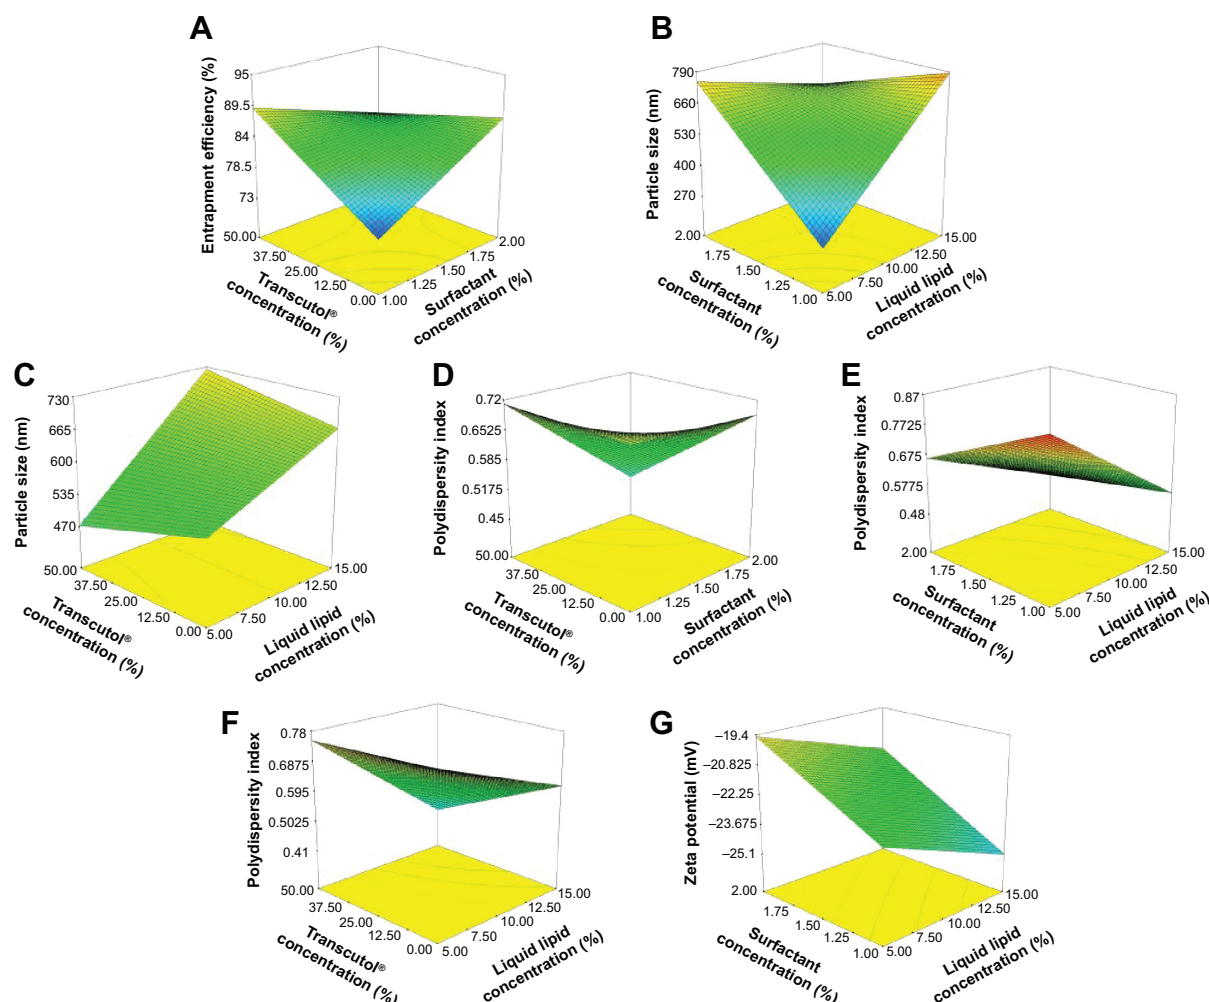 A
Entrapment efficiency (%)
95
89.5
84
78.5
73
50.00
37.50
25.00
12.50
0.00
Transcutol®
concentration (%)
1.00
1.25
1.50
1.75
2.00
Surfactant
concentration (%)
B
Particle size (nm)
790
660
530
400
270
2.00
1.75
1.50
1.25
1.00
Surfactant
concentration (%)
5.00
7.50
10.00
12.50
15.00
Liquid lipid
concentration (%)
C
Particle size (nm)
730
665
600
535
470
50.00
37.50
25.00
12.50
0.00
Transcutol®
concentration (%)
5.00
7.50
10.00
12.50
15.00
Liquid lipid
concentration (%)
D
Polydispersity index
0.72
0.6525
0.585
0.5175
0.45
50.00
37.50
25.00
12.50
0.00
Transcutol®
concentration (%)
1.00
1.25
1.50
1.75
2.00
Surfactant
concentration (%)
E
Polydispersity index
0.87
0.7725
0.675
0.5775
0.48
2.00
1.75
1.50
1.25
1.00
Surfactant
concentration (%)
5.00
7.50
10.00
12.50
15.00
Liquid lipid
concentration (%)
F
Polydispersity index
0.78
0.6875
0.595
0.5025
0.41
50.00
37.50
25.00
12.50
0.00
Transcutol®
concentration (%)
5.00
7.50
10.00
12.50
15.00
Liquid lipid
concentration (%)
G
Zeta potential (mV)
–19.4
–20.825
–22.25
–23.675
–25.1
2.00
1.75
1.50
1.25
1.00
Surfactant
concentration (%)
5.00
7.50
10.00
12.50
15.00
Liquid lipid
concentration (%)